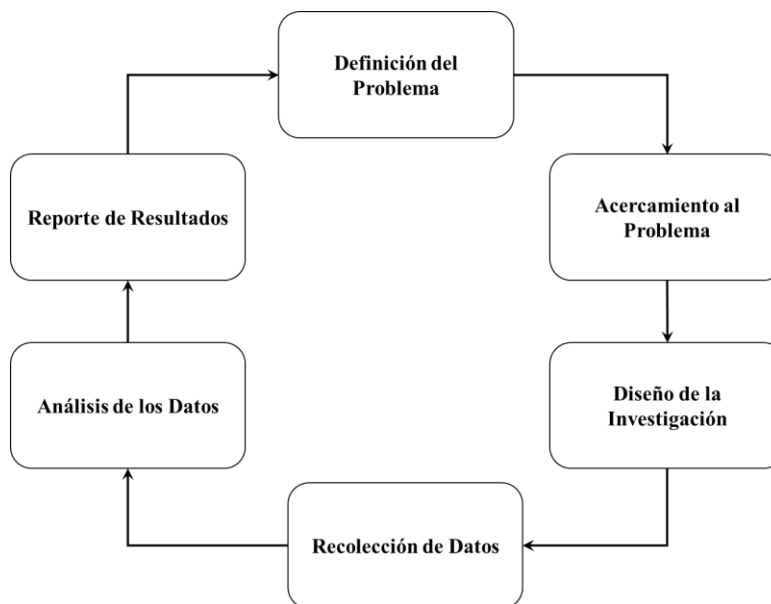 Definición del
Problema
Acercamiento al
Problema
Diseño de la
Investigación
Recolección de Datos
Análisis de los Datos
Reporte de Resultados